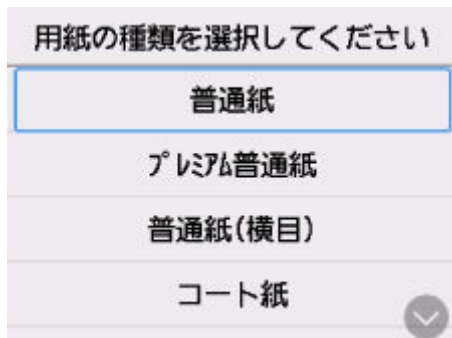 用紙の種類を選択してください
普通紙
ﾌﾟﾚﾐｱﾑ普通紙
普通紙(横目)
コート紙